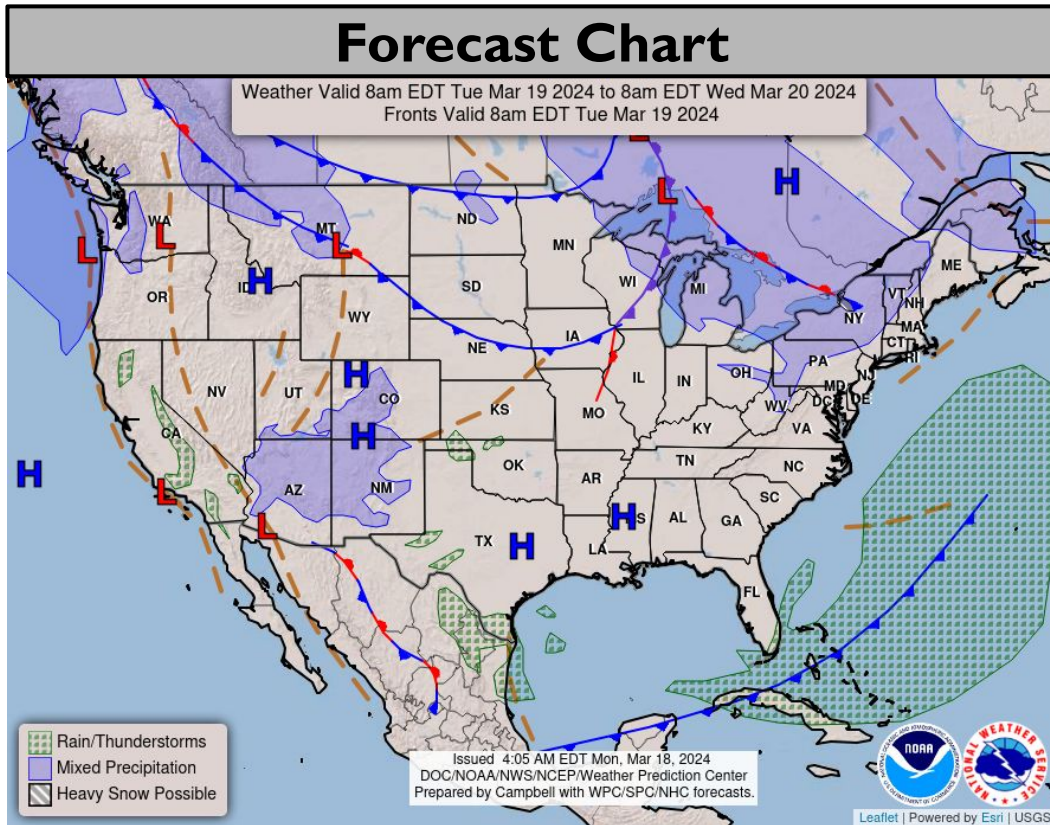 Forecast Chart
Weather Valid 8am EDT Tue Mar 19 2024 to 8am EDT Wed Mar 20 2024
Fronts Valid 8am EDT Tue Mar 19 2024
H
L
WA
L
L
MT
L
ND
MN
ME
ID
H
OR
SD
WI
MI
VT
NH
WY
NY
MA
IA
CT
RI
NE
PA
NJ
H
NV
UT
CO
IL
IN
OH
MD
DE
DC
WV
KS
MO
VA
H
CA
KY
TN
NC
OK
H
L
AZ
NM
AR
SC
L
H
S
AL
GA
TX
H
LA
FL
Rain/Thunderstorms
Mixed Precipitation
Heavy Snow Possible
Issued 4:05 AM EDT Mon, Mar 18, 2024
DOC/NOAA/NWS/NCEP/Weather Prediction Center
Prepared by Campbell with WPC/SPC/NHC forecasts.
NOAA
NATIONAL WEATHER SERVICE
Leaflet | Powered by Esri | USGS